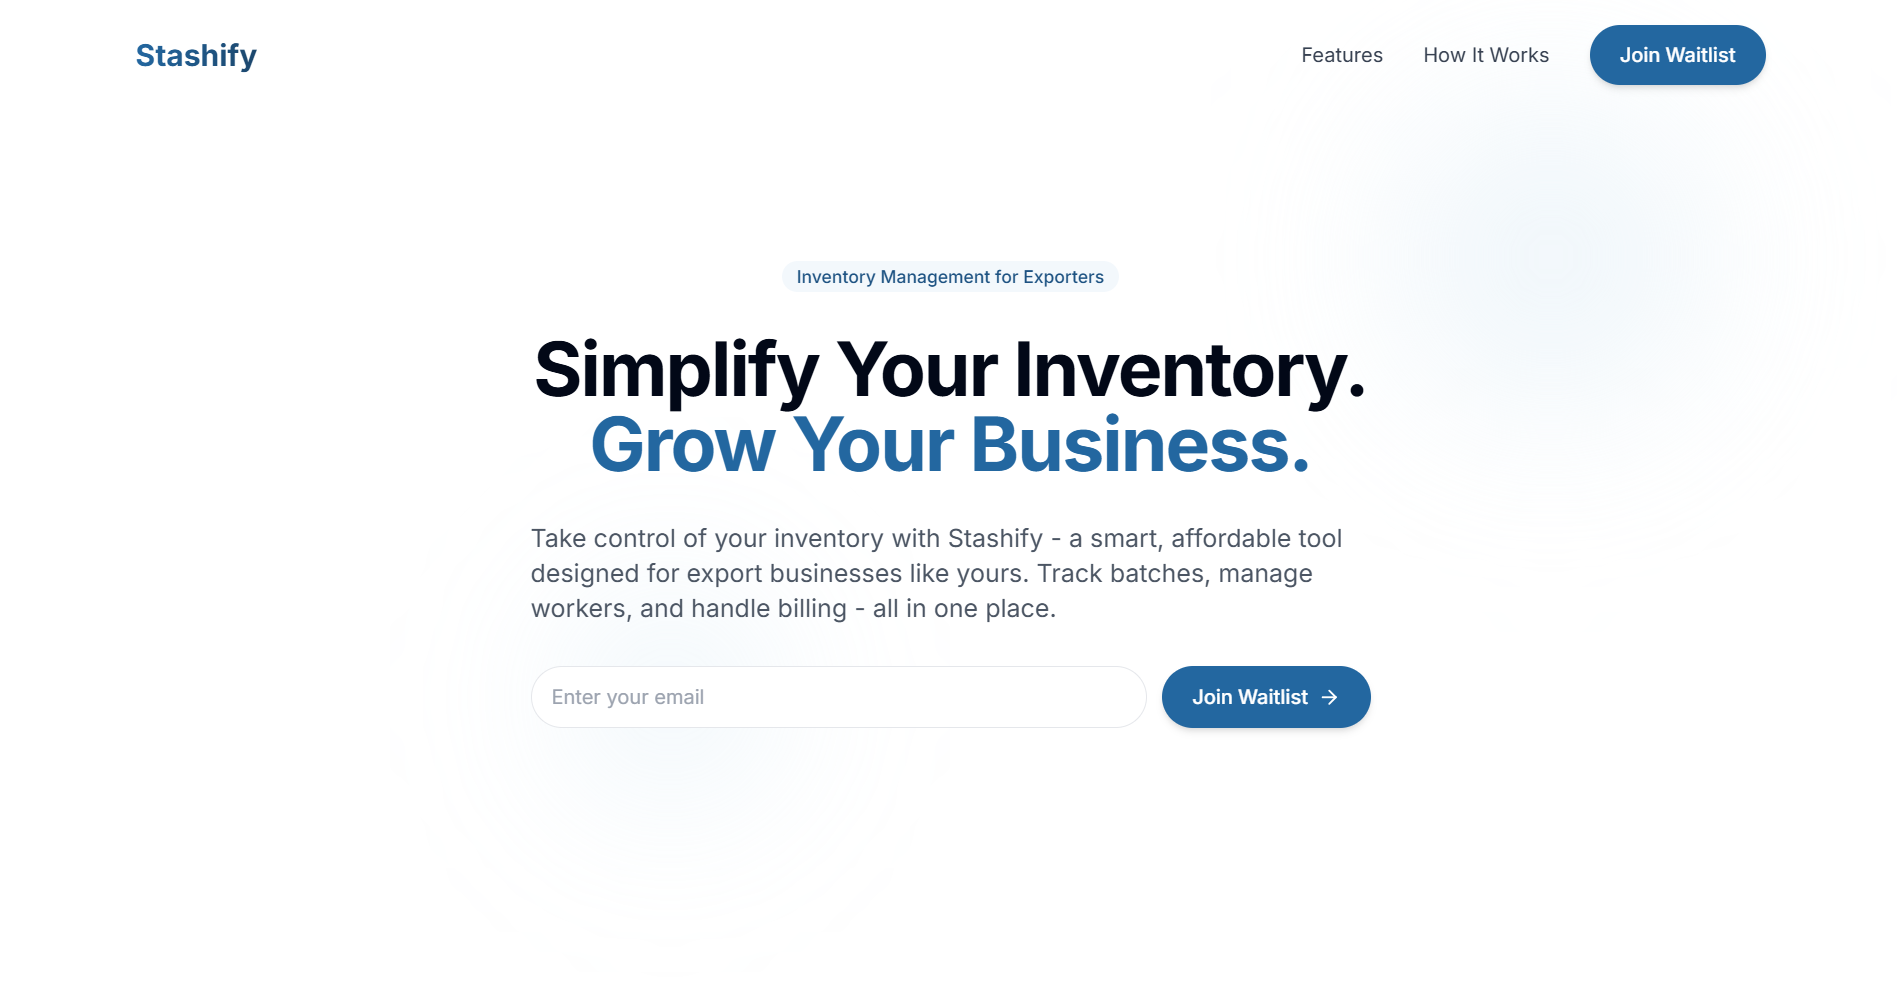 Stashify
Features
How It Works
Join Waitlist
Inventory Management for Exporters
Simplify Your Inventory.
Grow Your Business.
Take control of your inventory with Stashify - a smart, affordable tool
designed for export businesses like yours. Track batches, manage
workers, and handle billing - all in one place.
Enter your email
Join Waitlist